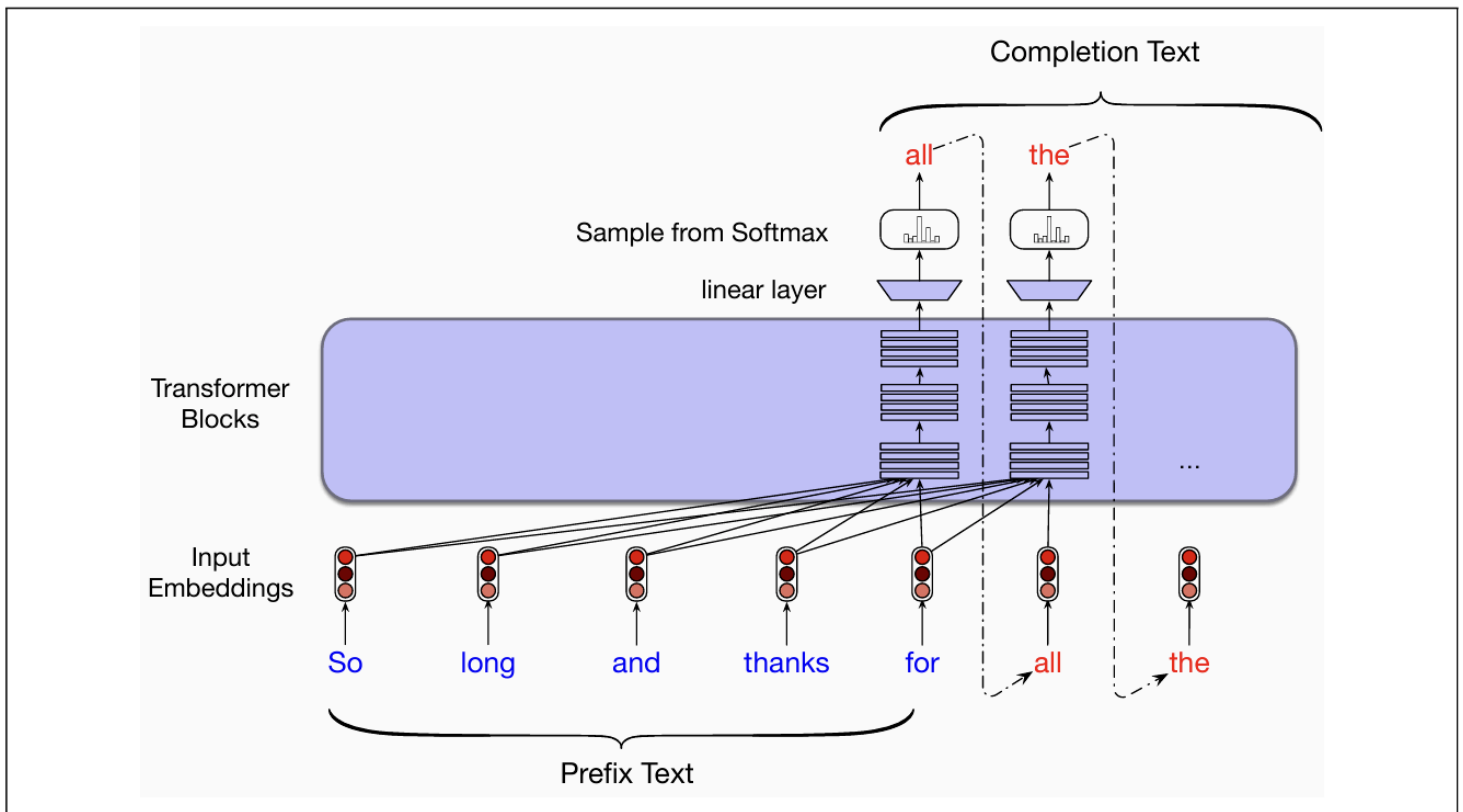 Completion Text
all the
Sample from Softmax
linear layer
Transformer
Blocks
...
Input
Embeddings
So long and thanks for all the
Prefix Text